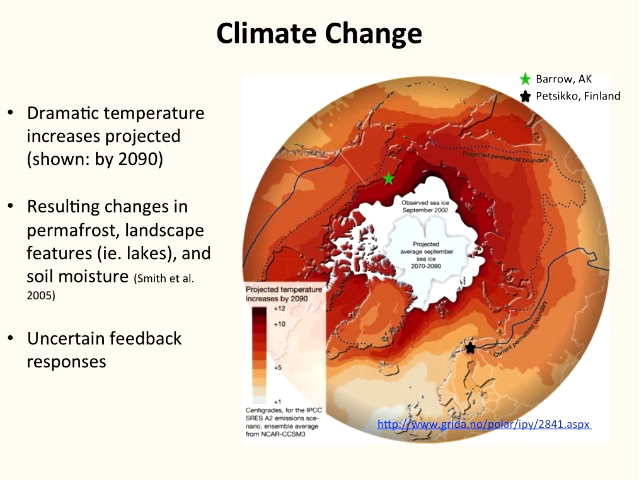 Climate Change
• Dramatic temperature
increases projected
(shown: by 2090)
• Resulting changes in
permafrost, landscape
features (ie. lakes), and
soil moisture (Smith et al.
2005)
• Uncertain feedback
responses
Barrow, AK
Petsikko, Finland
Projected permafrost boundary
Observed sea ice
September 2002
Projected
average september
sea ice
2070-2090
Projected temperature
increases by 2090
+12
+10
+5
+1
Centigrades, for the IPCC
SRES A2 emissions sce-
nario, ensemble average
from NCAR-CCSM3
Current permafrost boundary
http://www.grida.no/polar/ipy/2841.aspx